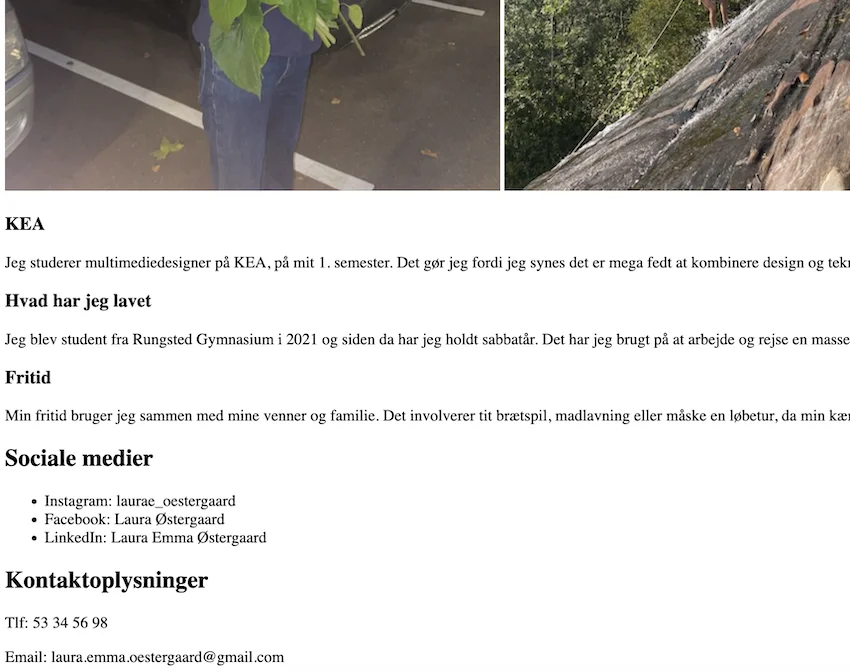 KEA
Jeg studerer multimediedesigner på KEA, på mit 1. semester. Det gør jeg fordi jeg synes det er mega fedt at kombinere design og
Hvad har jeg lavet
Jeg blev student fra Rungsted Gymnasium i 2021 og siden da har jeg holdt sabbatår. Det har jeg brugt på at arbejde og rejse en masse
Fritid
Min fritid bruger jeg sammen med mine venner og familie. Det involverer tit brætspil, madlavning eller måske en løbetur, da min
Sociale medier
• Instagram: laurae_oestergaard
• Facebook: Laura Østergaard
• LinkedIn: Laura Emma Østergaard
Kontaktoplysninger
Tlf: 53 34 56 98
Email: laura.emma.oestergaard@gmail.com